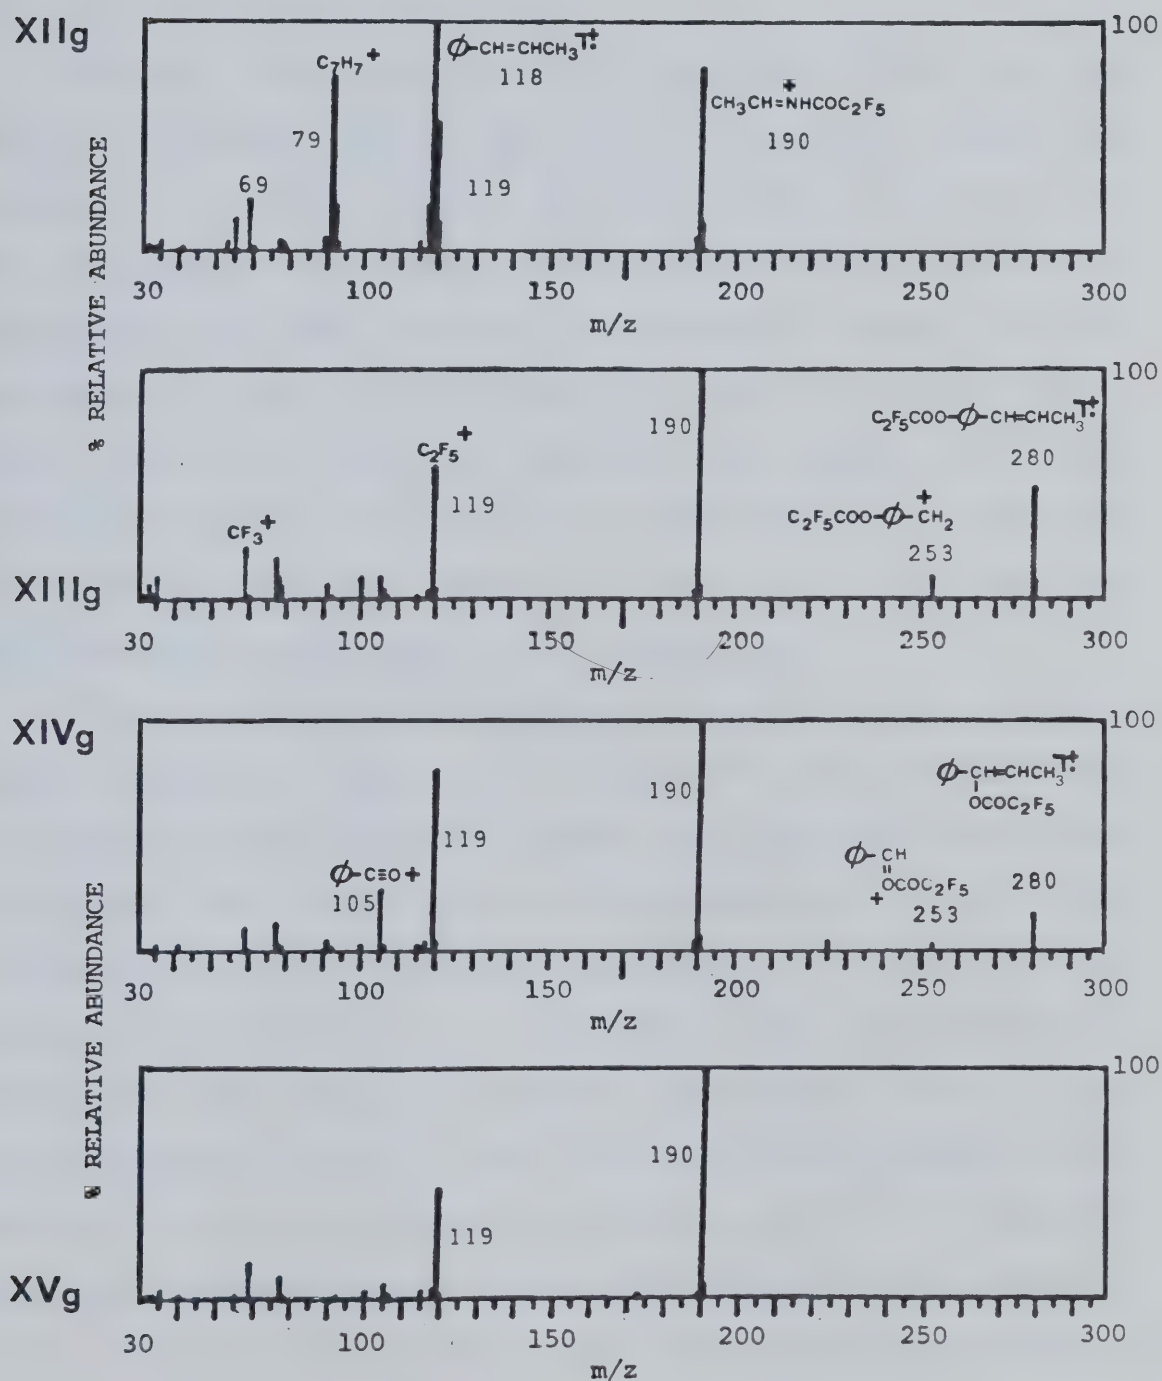 XIIg
% RELATIVE ABUNDANCE
100
C7H7+
79
69
Ø-CH=CHCH3 +.
118
119
CH3CH=NHCOC2F5
+
190
30 100 150 200 250 300
m/z
XIIIg
100
CF3+
C2F5+
119
190
C2F5COO-Ø-CH=CHCH3 +.
280
C2F5COO-Ø-CH2
+
253
30 100 150 200 250 300
m/z
XIVg
% RELATIVE ABUNDANCE
100
Ø-C≡O+
105
119
190
Ø-CH=CHCH3 +.
OCOC2F5
280
Ø-CH
OCOC2F5
+
253
30 100 150 200 250 300
m/z
XVg
100
119
190
30 100 150 200 250 300
m/z